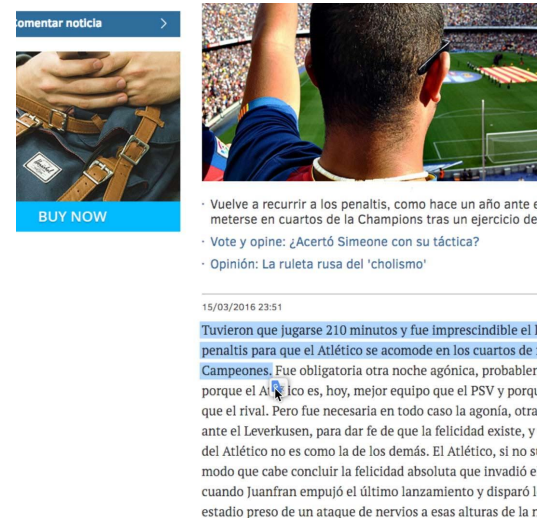 Comentar noticia
BUY NOW
· Vuelve a recurrir a los penaltis, como hace un año ante
meterse en cuartos de la Champions tras un ejercicio de
· Vote y opine: ¿Acertó Simeone con su táctica?
· Opinión: La ruleta rusa del 'cholismo'
15/03/2016 23:51
Tuvieron que jugarse 210 minutos y fue imprescindible el
penaltis para que el Atlético se acomode en los cuartos de
Campeones. Fue obligatoria otra noche agónica,
porque el ico es, hoy, mejor equipo que el PSV y
que el rival. Pero fue necesaria en todo caso la agonía, otra
ante el Leverkusen, para dar fe de que la felicidad existe, y
del Atlético no es como la de los demás. El Atlético, si no
modo que cabe concluir la felicidad absoluta que invadió
cuando Juanfran empujó el último lanzamiento y disparó
estadio preso de un ataque de nervios a esas alturas de la